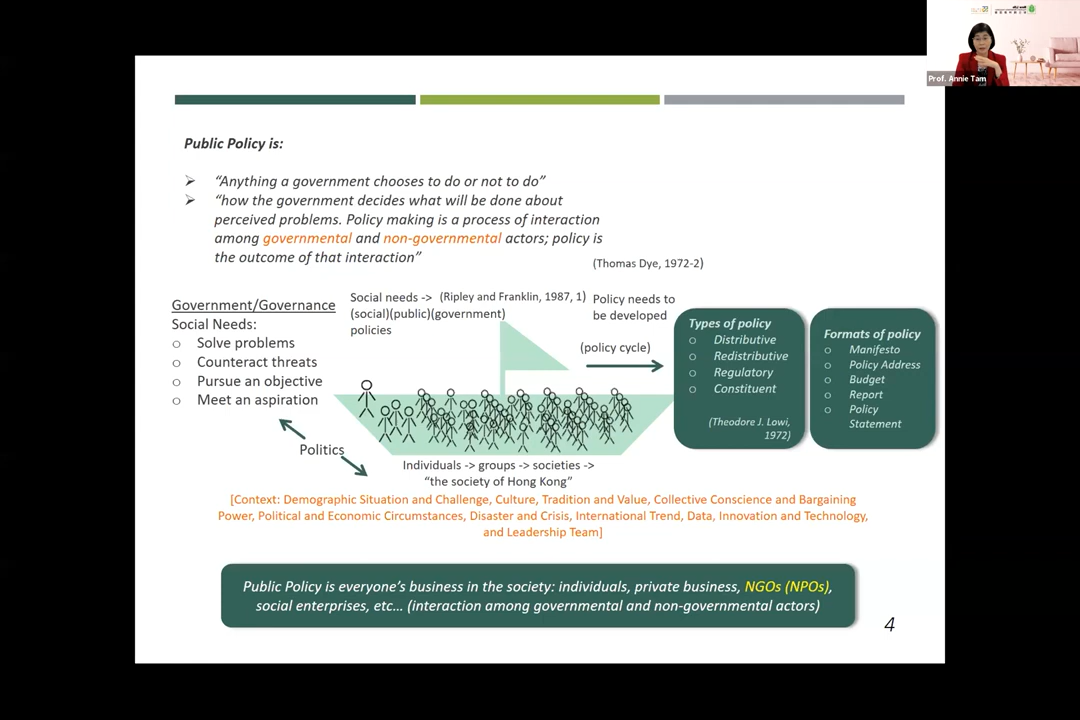 Prof. Annie Tam
Public Policy is:
“Anything a government chooses to do or not to do”
“how the government decides what will be done about
perceived problems. Policy making is a process of interaction
among governmental and non-governmental actors; policy is
the outcome of that interaction”
(Thomas Dye, 1972-2)
Government/Governance
Social Needs:
o Solve problems
o Counteract threats
o Pursue an objective
o Meet an aspiration
Social needs -> (Ripley and Franklin, 1987, 1)
(social)(public)(government)
policies
Policy needs to
be developed
(policy cycle)
Types of policy
o Distributive
o Redistributive
o Regulatory
o Constituent
(Theodore J. Lowi,
1972)
Formats of policy
o Manifesto
o Policy Address
o Budget
o Report
o Policy
Statement
Politics
Individuals -> groups -> societies ->
“the society of Hong Kong”
[Context: Demographic Situation and Challenge, Culture, Tradition and Value, Collective Conscience and Bargaining
Power, Political and Economic Circumstances, Disaster and Crisis, International Trend, Data, Innovation and Technology,
and Leadership Team]
Public Policy is everyone’s business in the society: individuals, private business, NGOs (NPOs),
social enterprises, etc… (interaction among governmental and non-governmental actors)
4